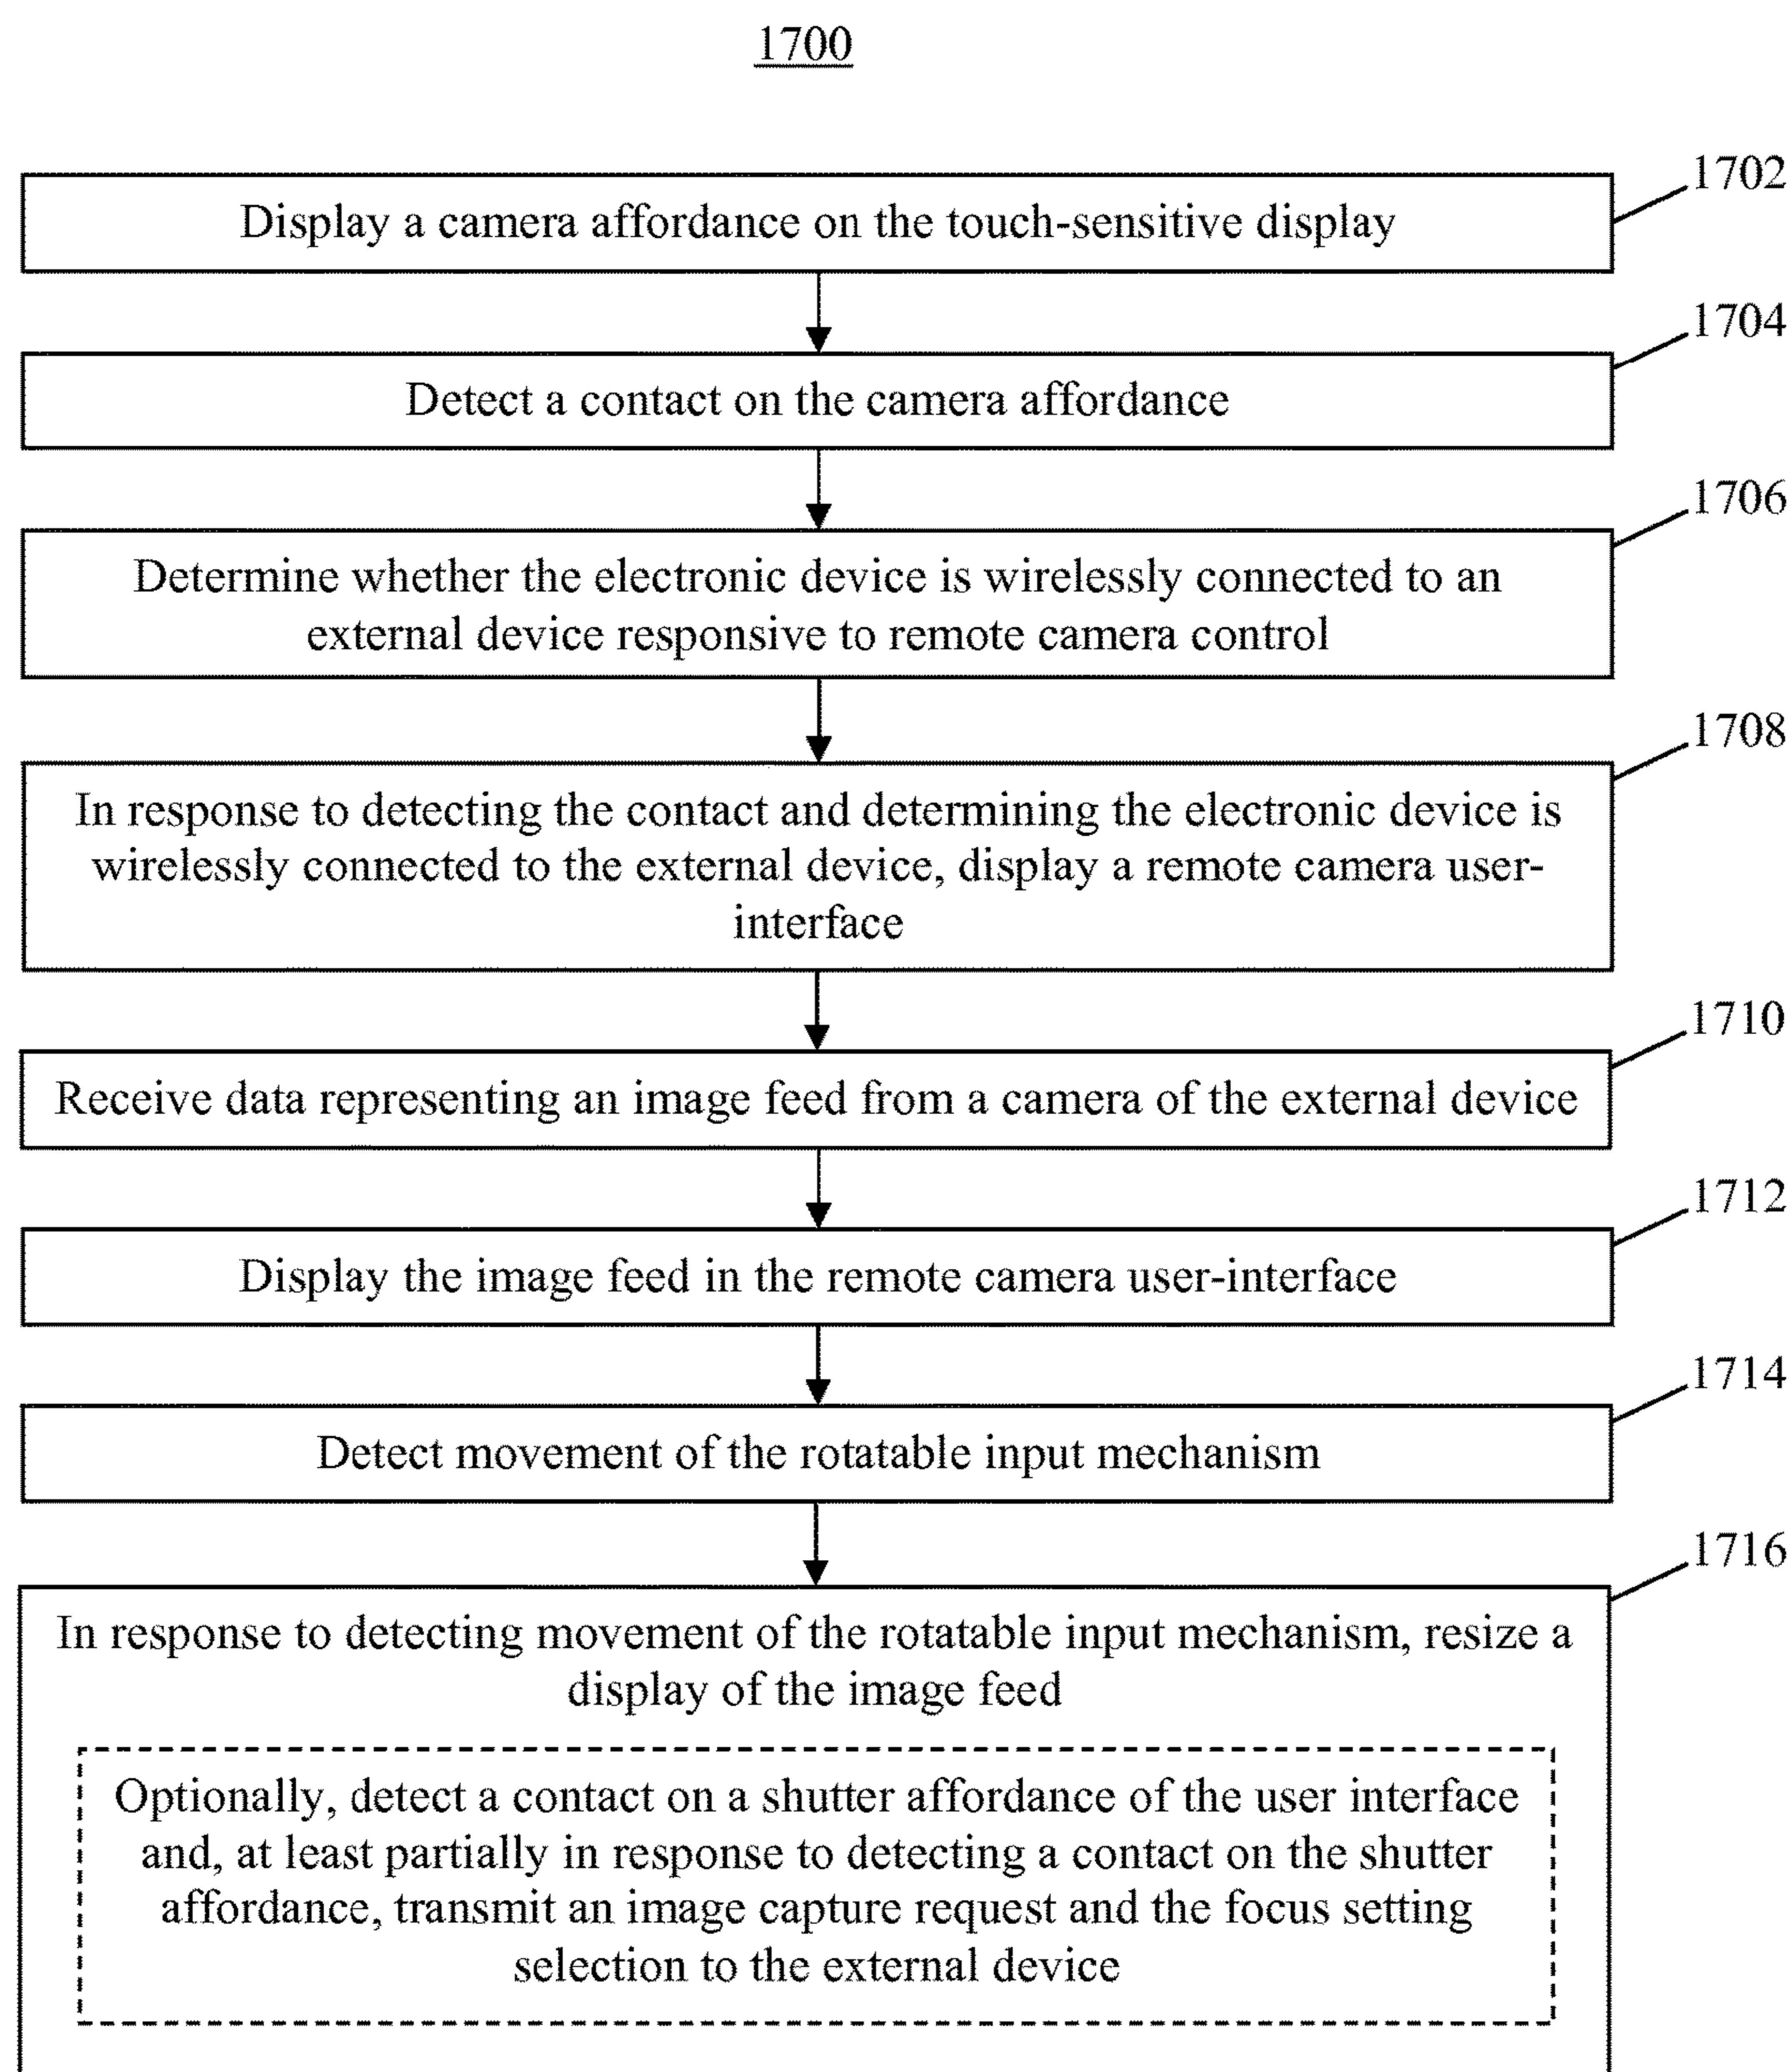 1700
1702
Display a camera affordance on the touch-sensitive display
1704
Detect a contact on the camera affordance
1706
Determine whether the electronic device is wirelessly connected to an
external device responsive to remote camera control
1708
In response to detecting the contact and determining the electronic device is
wirelessly connected to the external device, display a remote camera user-
interface
1710
Receive data representing an image feed from a camera of the external device
1712
Display the image feed in the remote camera user-interface
1714
Detect movement of the rotatable input mechanism
1716
In response to detecting movement of the rotatable input mechanism, resize a
display of the image feed
Optionally, detect a contact on a shutter affordance of the user interface
and, at least partially in response to detecting a contact on the shutter
affordance, transmit an image capture request and the focus setting
selection to the external device